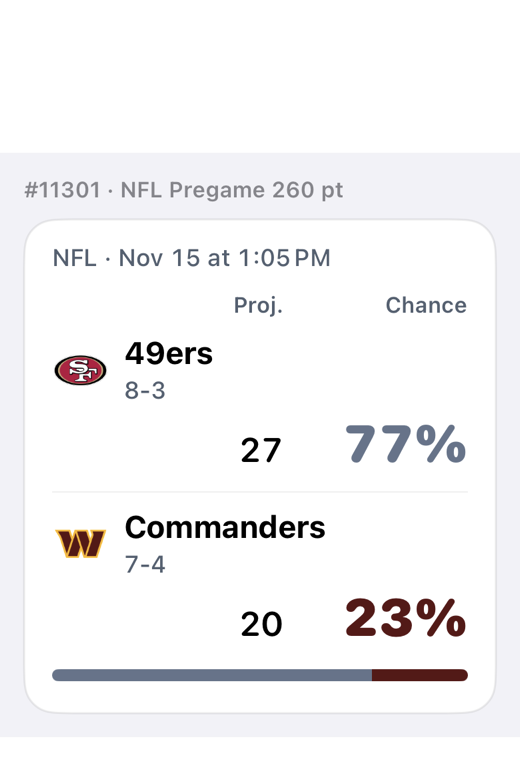 #11301 · NFL Pregame 260 pt
NFL · Nov 15 at 1:05 PM
Proj. Chance
49ers
8-3
27 77%
Commanders
7-4
20 23%